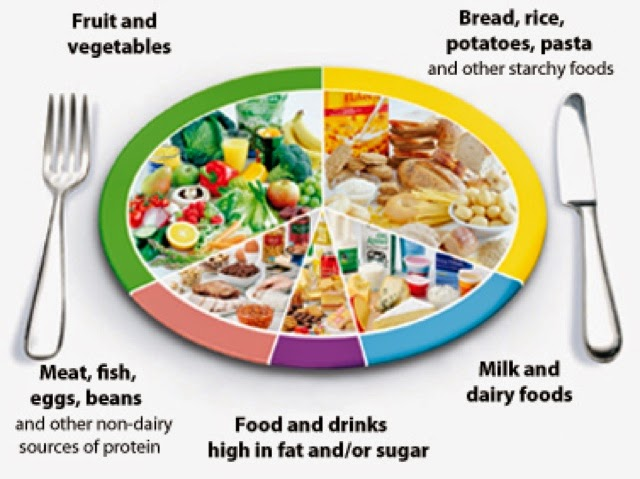 Fruit and
vegetables
Bread, rice,
potatoes, pasta
and other starchy foods
Meat, fish,
eggs, beans
and other non-dairy
sources of protein
Food and drinks
high in fat and/or sugar
Milk and
dairy foods